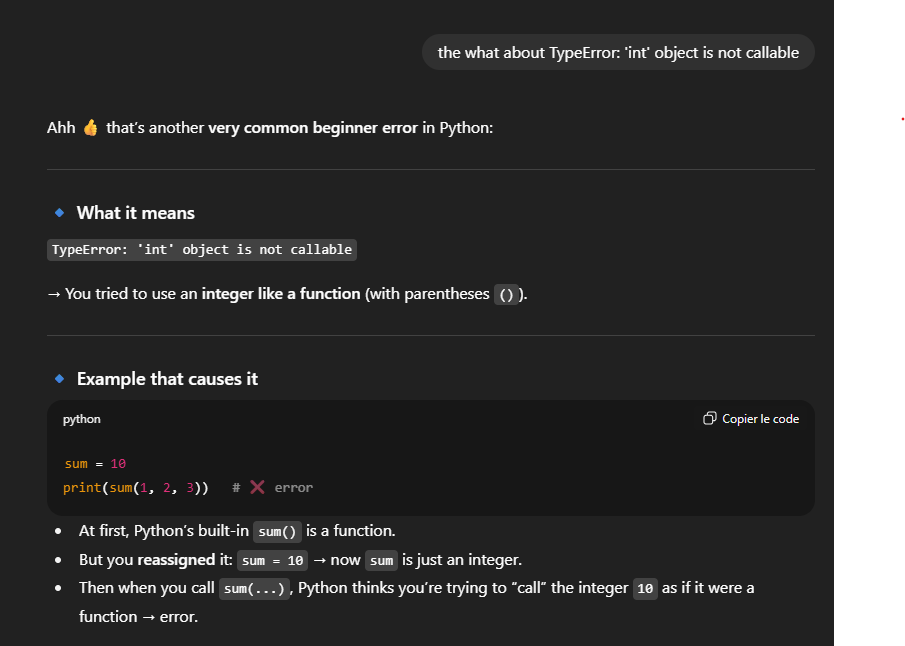 the what about TypeError: 'int' object is not callable
Ahh 👍 that's another very common beginner error in Python:
🔹 What it means
TypeError: 'int' object is not callable
→ You tried to use an integer like a function (with parentheses () ).
🔹 Example that causes it
python
Copier le code
sum = 10
print(sum(1, 2, 3))   # ❌ error
• At first, Python's built-in sum() is a function.
• But you reassigned it: sum = 10 → now sum is just an integer.
• Then when you call sum(...), Python thinks you're trying to "call" the integer 10 as if it were a
function → error.